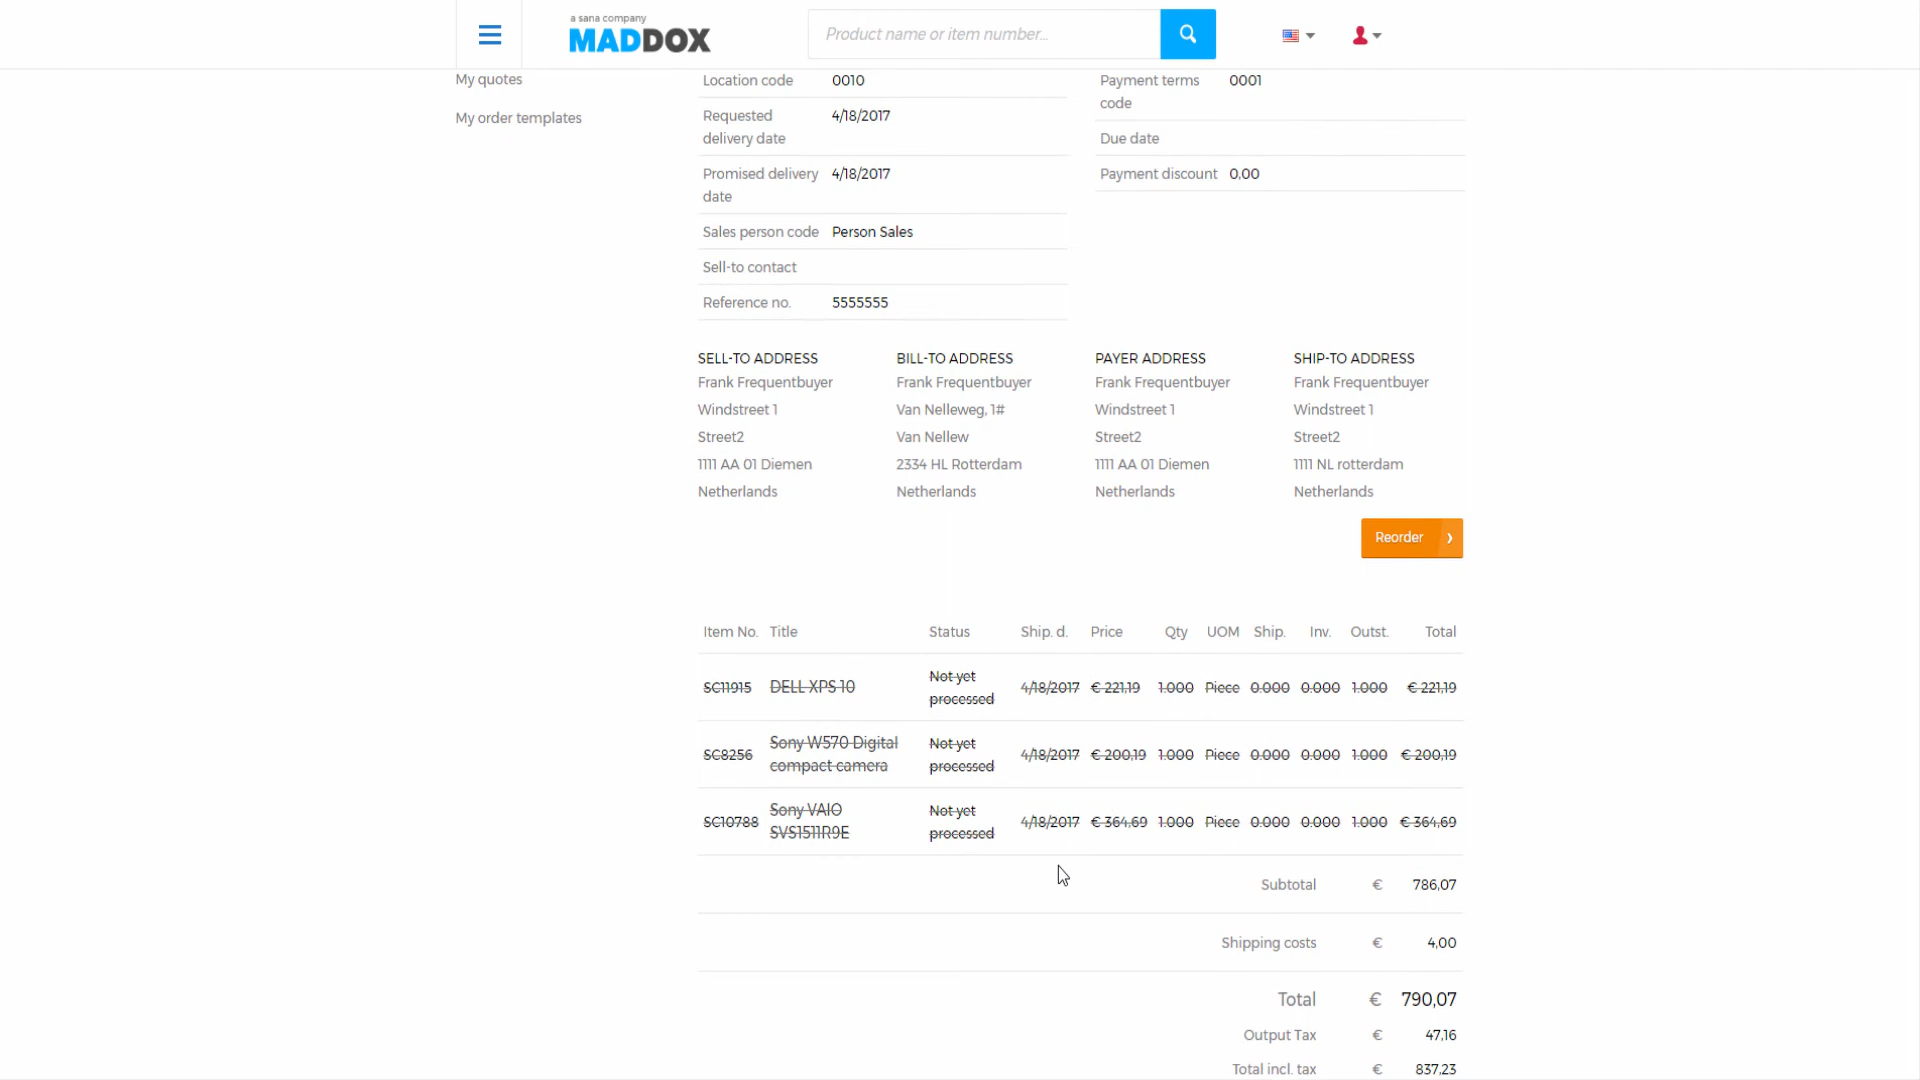 a sana company
MADDOX
Product name or item number...
My quotes
My order templates
Location code 0010
Requested delivery date 4/18/2017
Promised delivery date 4/18/2017
Sales person code Person Sales
Sell-to contact
Reference no. 5555555
Payment terms code 0001
Due date
Payment discount 0,00
SELL-TO ADDRESS
Frank Frequentbuyer
Windstreet 1
Street2
1111 AA 01 Diemen
Netherlands
BILL-TO ADDRESS
Frank Frequentbuyer
Van Nelleweg, 1#
Van Nellew
2334 HL Rotterdam
Netherlands
PAYER ADDRESS
Frank Frequentbuyer
Windstreet 1
Street2
1111 AA 01 Diemen
Netherlands
SHIP-TO ADDRESS
Frank Frequentbuyer
Windstreet 1
Street2
1111 NL rotterdam
Netherlands
Reorder
Item No. Title Status Ship. d. Price Qty UOM Ship. Inv. Outst. Total
SC11915 DELL XPS 10 Not yet processed 4/18/2017 € 221,19 1.000 Piece 0.000 0.000 1.000 € 221,19
SC8256 Sony W570 Digital compact camera Not yet processed 4/18/2017 € 200,19 1.000 Piece 0.000 0.000 1.000 € 200,19
SC10788 Sony VAIO SVS1511R9E Not yet processed 4/18/2017 € 364,69 1.000 Piece 0.000 0.000 1.000 € 364,69
Subtotal € 786,07
Shipping costs € 4,00
Total € 790,07
Output Tax € 47,16
Total incl. tax € 837,23